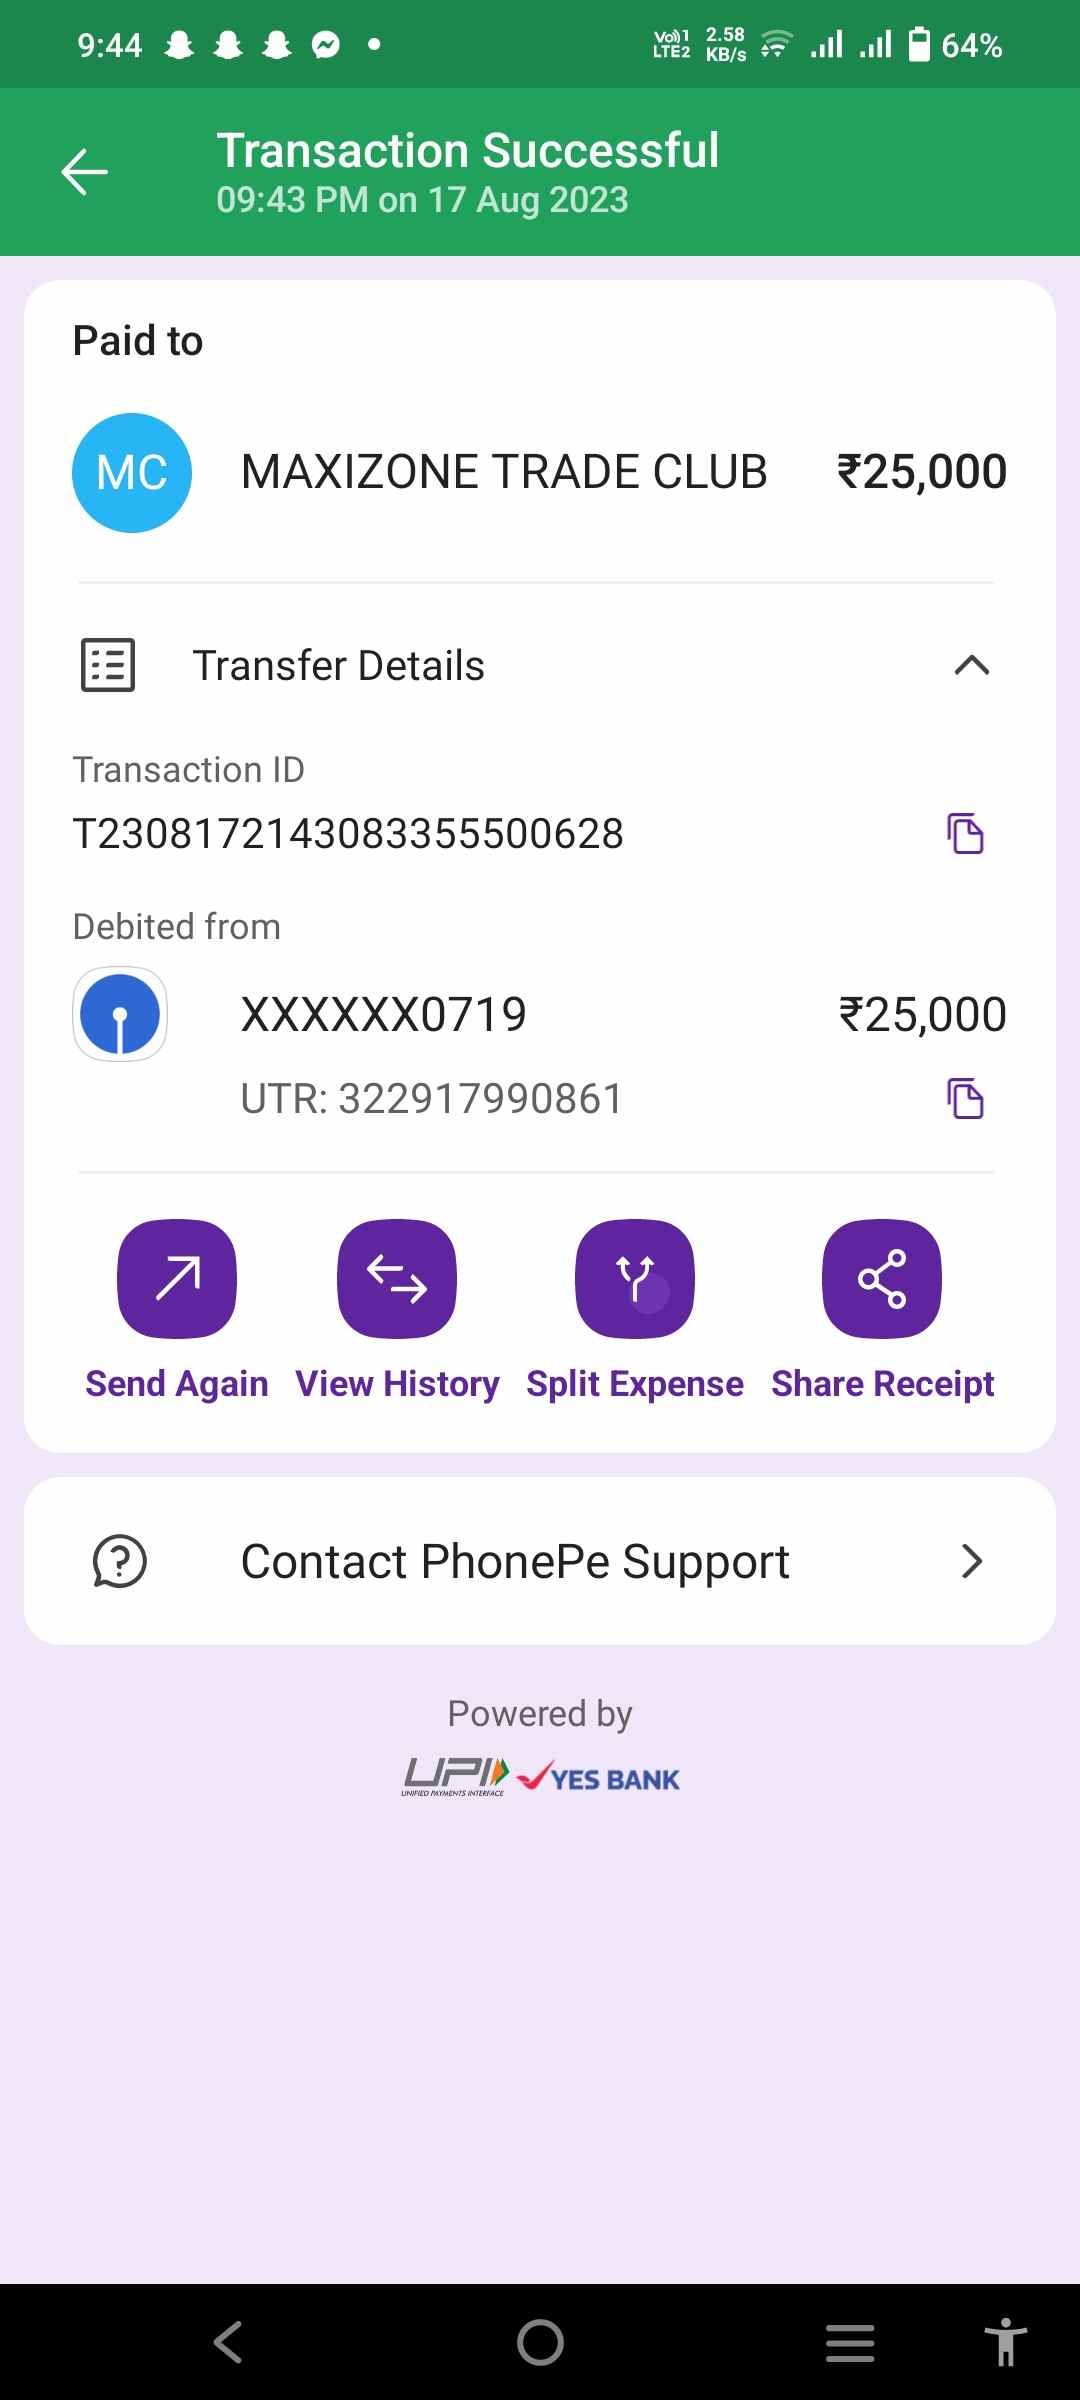 9:44 Vo)) 1 LTE2 2.58 KB/s 64%
Transaction Successful
09:43 PM on 17 Aug 2023
Paid to
MC MAXIZONE TRADE CLUB ₹25,000
Transfer Details
Transaction ID
T2308172143083355500628
Debited from
XXXXXX0719 ₹25,000
UTR: 322917990861
Send Again View History Split Expense Share Receipt
Contact PhonePe Support
Powered by
UPI YES BANK
UNIFIED PAYMENTS INTERFACE